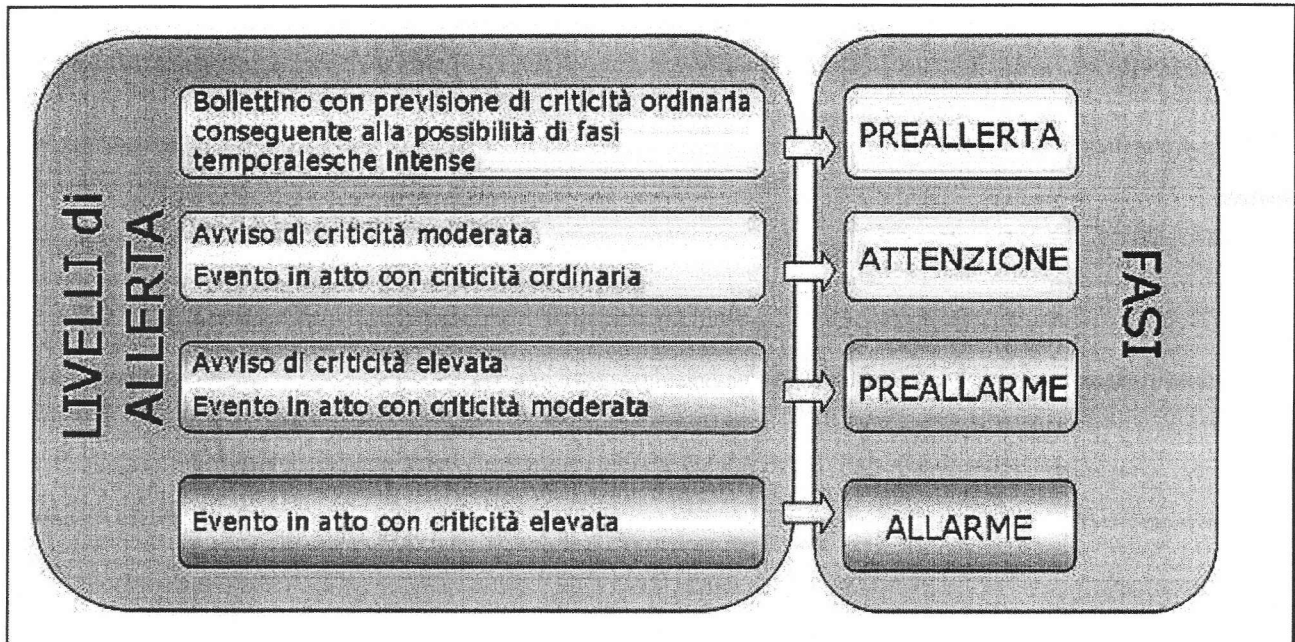 LIVELLI di
ALLERTA
Bollettino con previsione di criticità ordinaria
conseguente alla possibilità di fasi
temporalesche intense
PREALLERTA
Avviso di criticità moderata
Evento in atto con criticità ordinaria
ATTENZIONE
Avviso di criticità elevata
Evento in atto con criticità moderata
PREALLARME
Evento in atto con criticità elevata
ALLARME
FASI